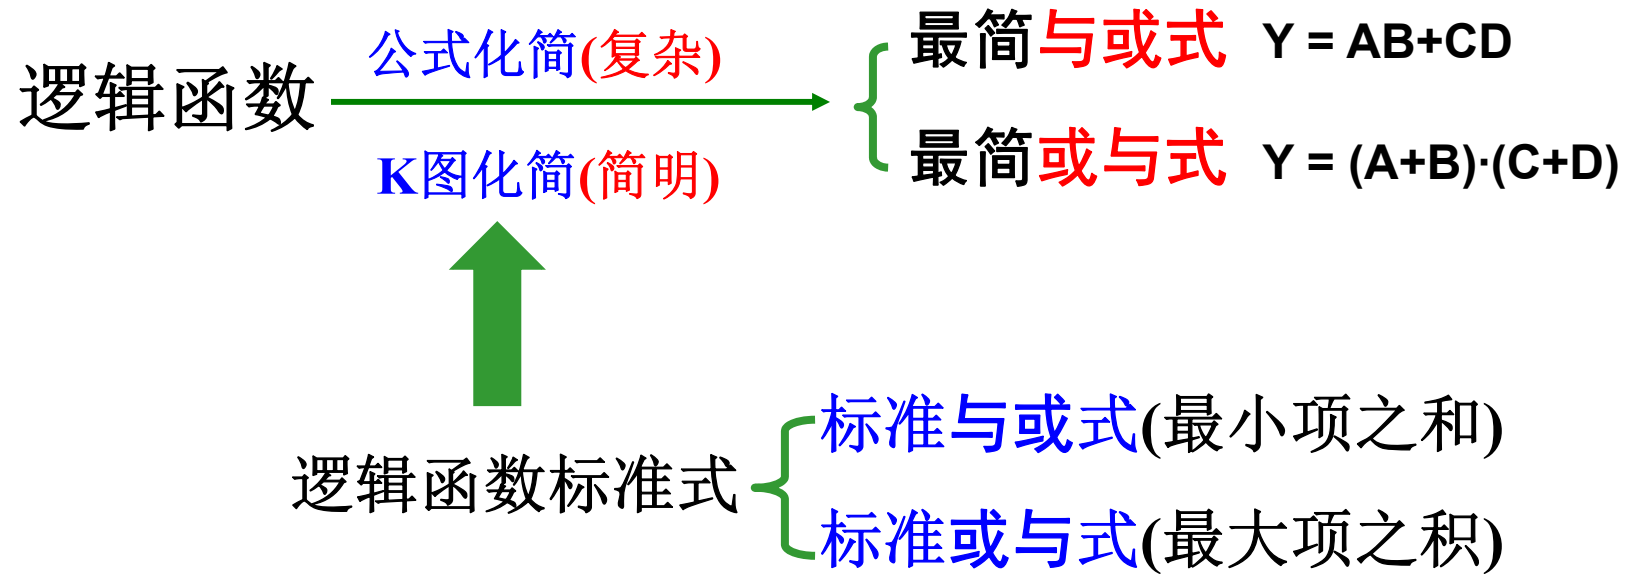 逻辑函数
公式化简(复杂)
K图化简(简明)
最简与或式 Y = AB+CD
最简或与式 Y = (A+B)·(C+D)
逻辑函数标准式
标准与或式(最小项之和)
标准或与式(最大项之积)